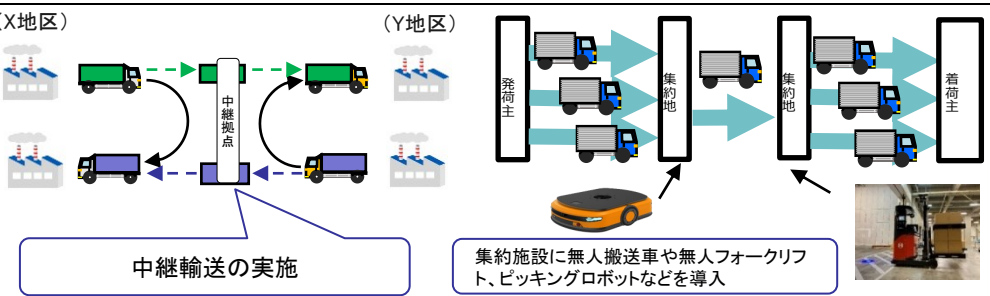 (X地区)
(Y地区)
中継拠点
中継輸送の実施
発荷主
集約地
集約地
着荷主
集約施設に無人搬送車や無人フォークリフ
ト、ピッキングロボットなどを導入